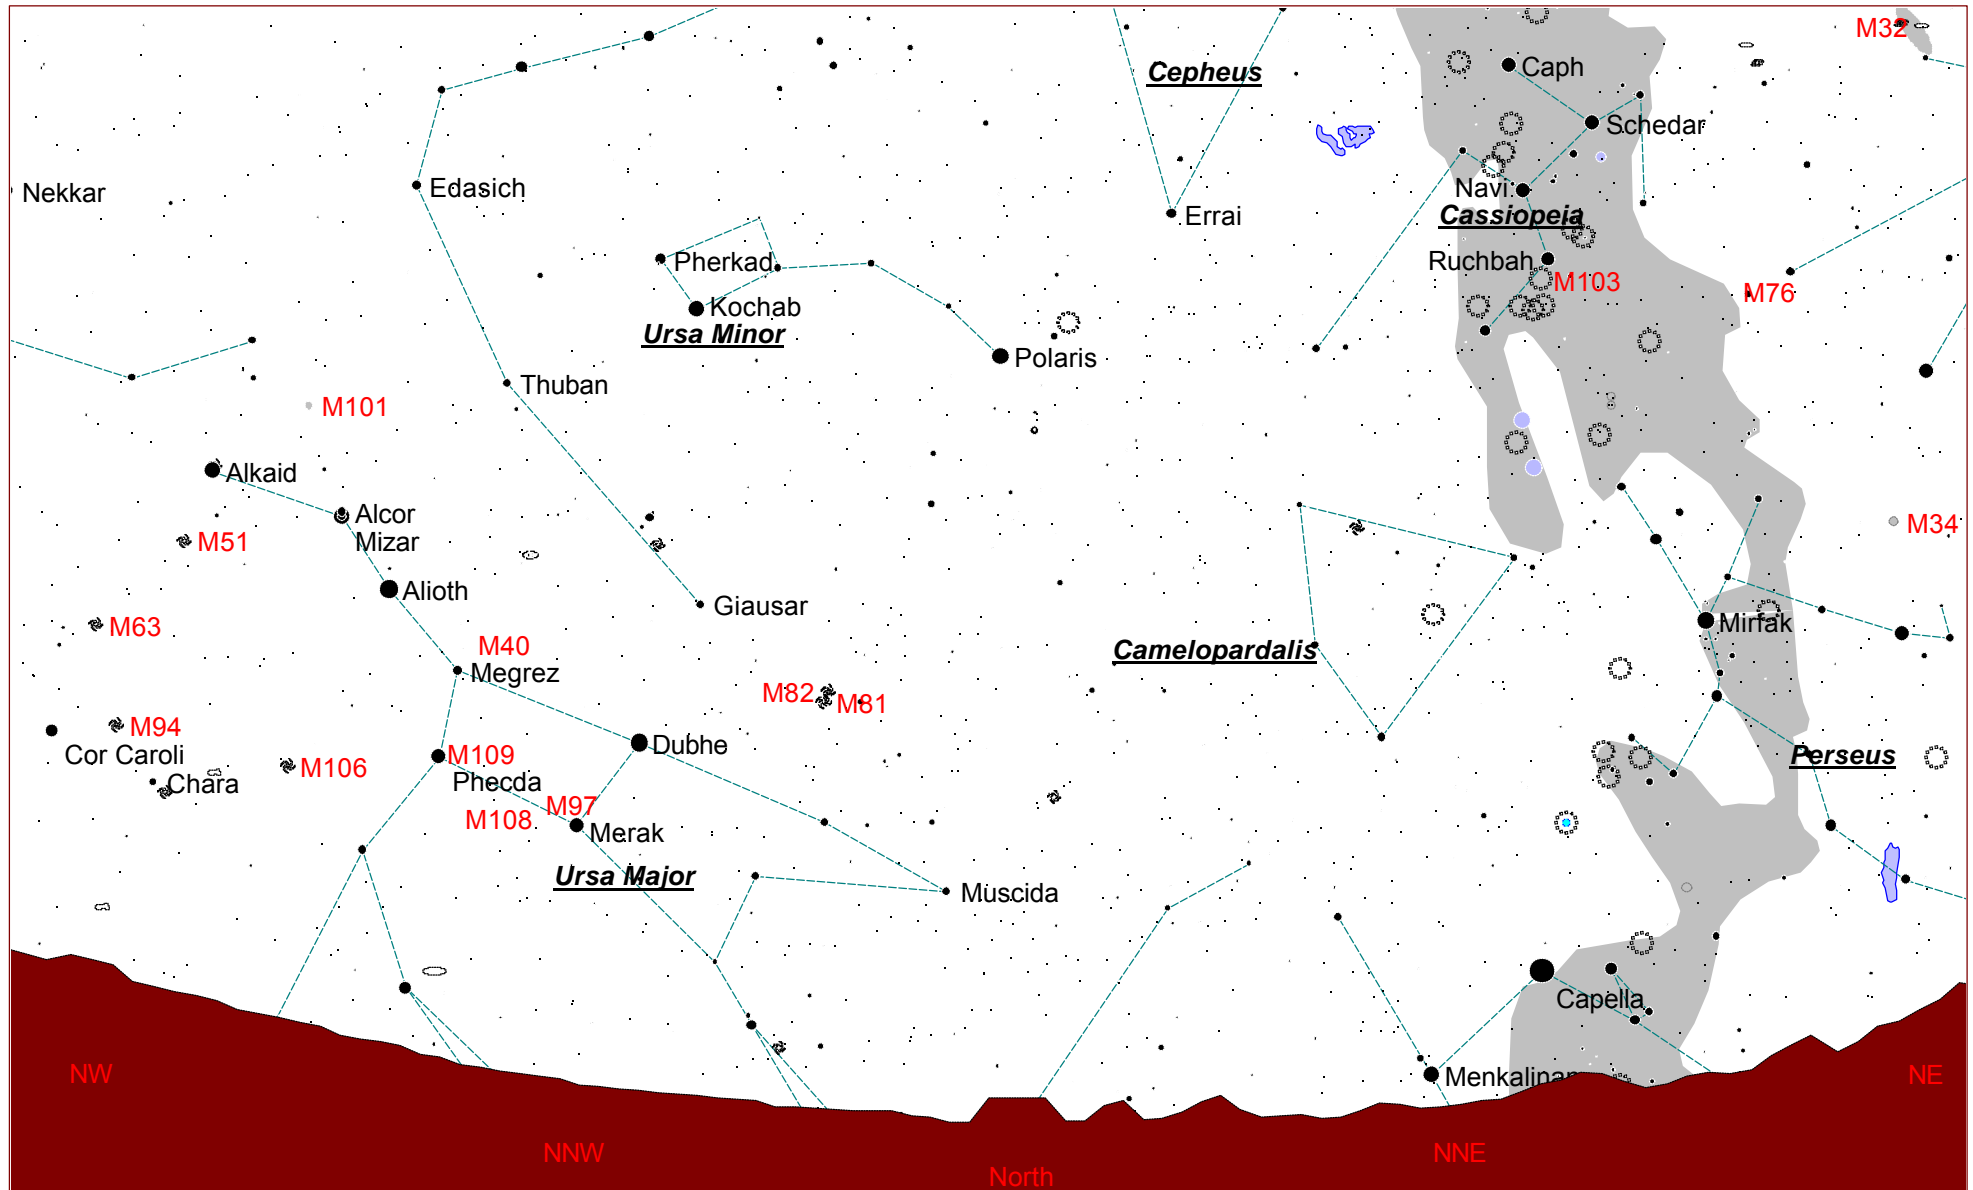 M32
Caph
Cepheus
Schedar
Nekkar
Edasich
Navi
Errai
Cassiopeia
Pherkad
Ruchbah
M103
M76
Kochab
Ursa Minor
Polaris
Thuban
M101
Alkaid
Alcor
Mizar
M51
M34
Alioth
Giausar
M63
Mirfak
M40
Megrez
Camelopardalis
M82
M81
M94
Cor Caroli
Dubhe
M109
Phecda
Perseus
M106
Chara
M97
M108
Merak
Ursa Major
Muscida
Capella
Menkalinan
NW
NE
NNW
NNE
North